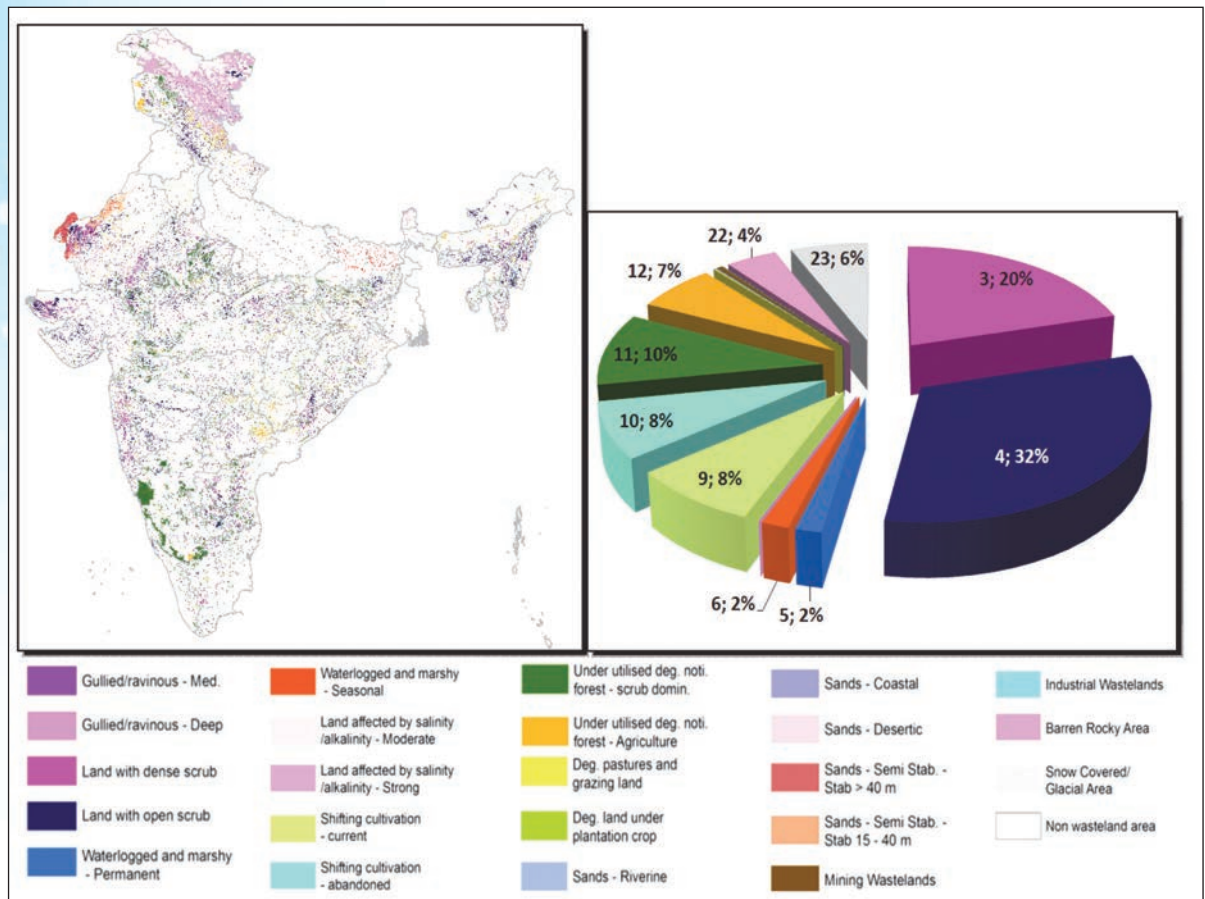 22; 4%
23; 6%
12; 7%
3; 20%
11; 10%
10; 8%
4; 32%
9; 8%
6; 2%
5; 2%
Gullied/ravinous - Med.
Gullied/ravinous - Deep
Land with dense scrub
Land with open scrub
Waterlogged and marshy
- Permanent
Waterlogged and marshy
- Seasonal
Land affected by salinity
/alkalinity - Moderate
Land affected by salinity
/alkalinity - Strong
Shifting cultivation
- current
Shifting cultivation
- abandoned
Under utilised deg. noti.
forest - scrub domin.
Under utilised deg. noti.
forest - Agriculture
Deg. pastures and
grazing land
Deg. land under
plantation crop
Sands - Riverine
Sands - Coastal
Sands - Desertic
Sands - Semi Stab. -
Stab > 40 m
Sands - Semi Stab. -
Stab 15 - 40 m
Mining Wastelands
Industrial Wastelands
Barren Rocky Area
Snow Covered/
Glacial Area
Non wasteland area